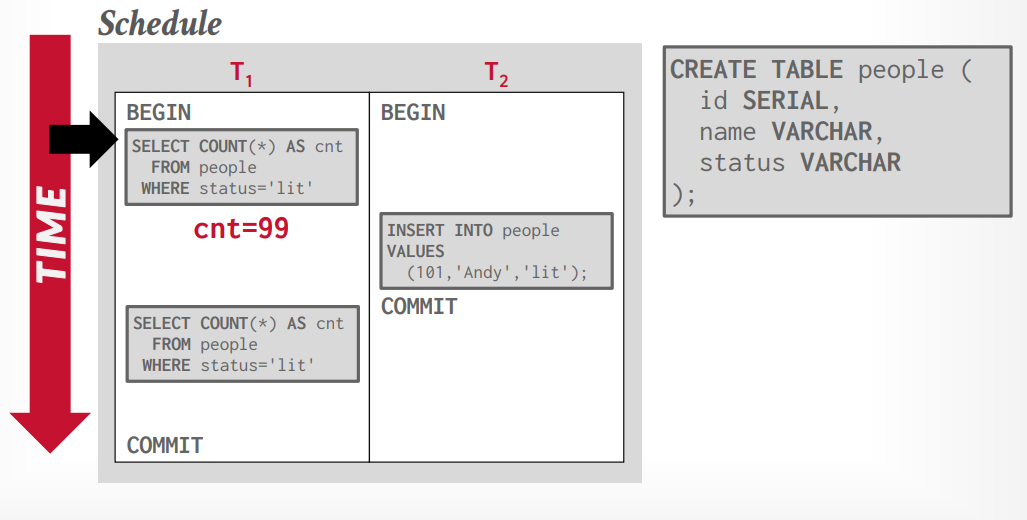 Schedule
TIME
T1
T2
BEGIN
SELECT COUNT(*) AS cnt
FROM people
WHERE status='lit'
cnt=99
SELECT COUNT(*) AS cnt
FROM people
WHERE status='lit'
COMMIT
BEGIN
INSERT INTO people
VALUES
(101,'Andy','lit');
COMMIT
CREATE TABLE people (
id SERIAL,
name VARCHAR,
status VARCHAR
);